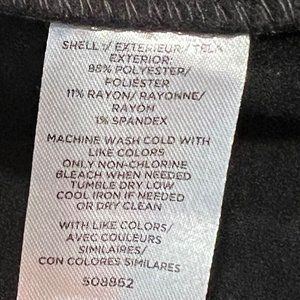 SHELL 1/ EXTERIEUR/ TELA
EXTERIOR:
88% POLYESTER/
POLIÉSTER
11% RAYON/ RAYONNE/
RAYON
1% SPANDEX
MACHINE WASH COLD WITH
LIKE COLORS
ONLY NON-CHLORINE
BLEACH WHEN NEEDED
TUMBLE DRY LOW
COOL IRON IF NEEDED
OR DRY CLEAN
WITH LIKE COLORS/
AVEC COULEURS
SIMILAIRES/
CON COLORES SIMILARES
508852